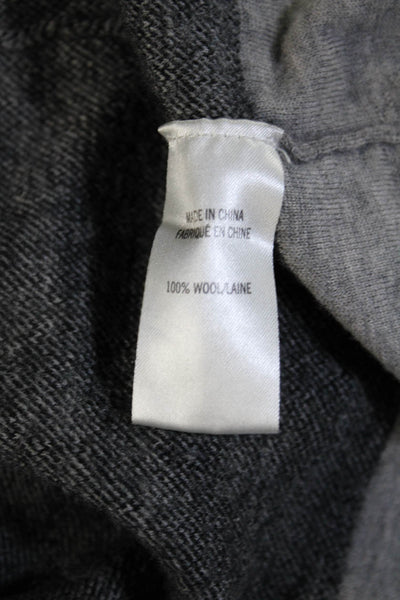 MADE IN CHINA
FABRIQUÉ EN CHINE
100% WOOL/LAINE